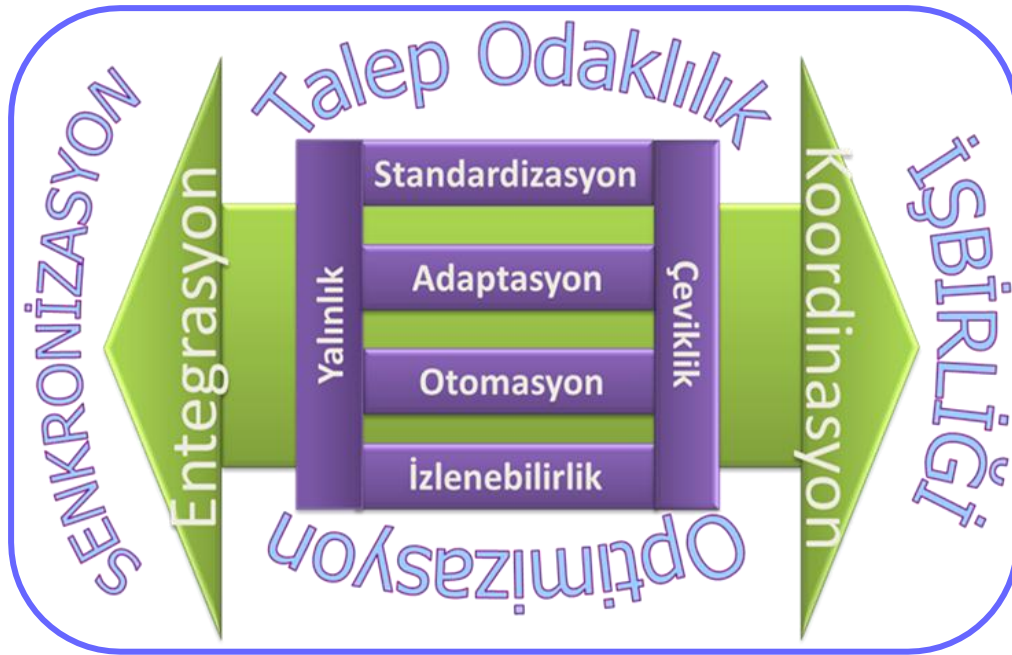 Talep Odaklılık
SENKRONİZASYON
Entegrasyon
Yalınlık
Standardizasyon
Adaptasyon
Otomasyon
İzlenebilirlik
Çeviklik
Koordinasyon
İŞBİRLİĞİ
Optimizasyon